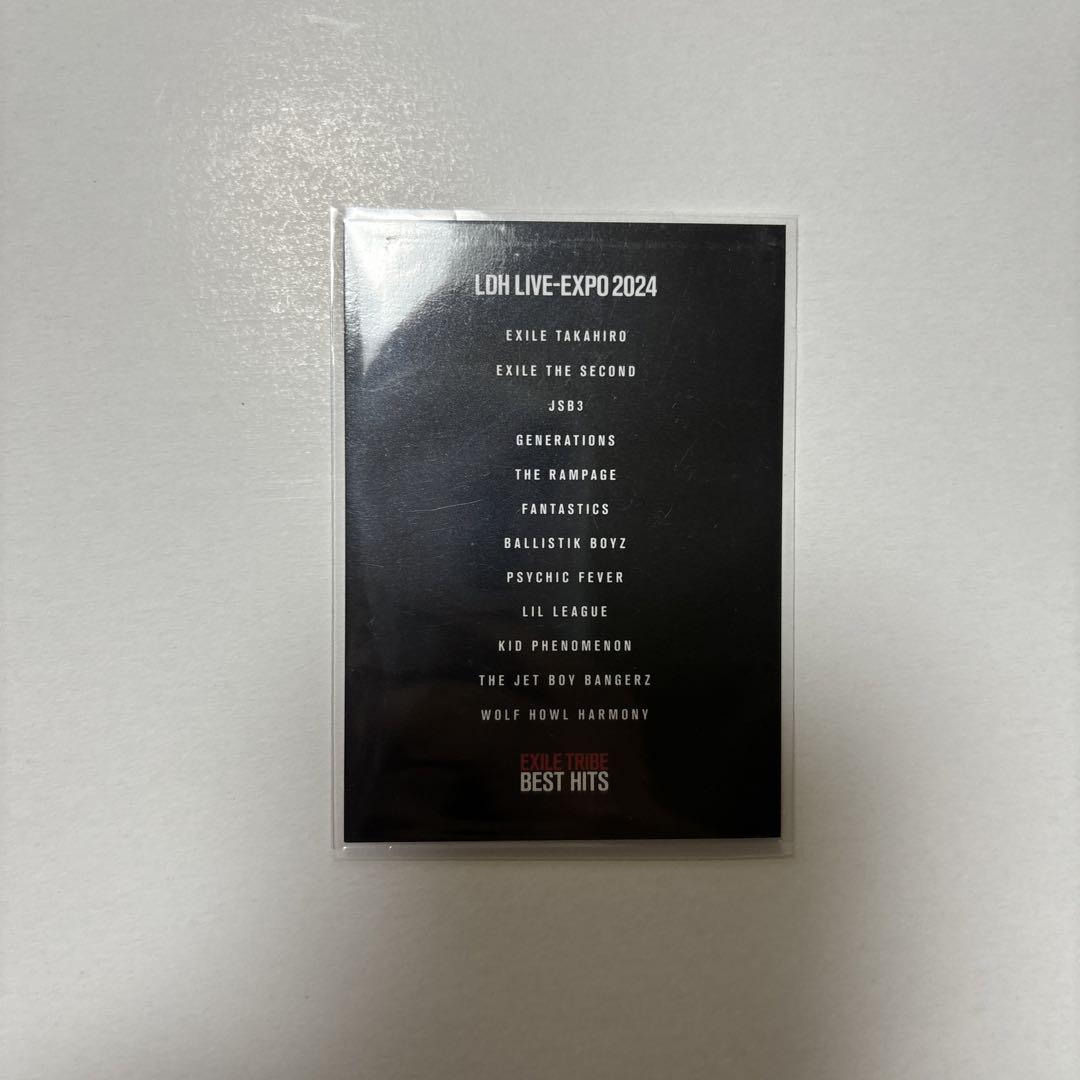 LDH LIVE-EXPO 2024
EXILE TAKAHIRO
EXILE THE SECOND
JSB3
GENERATIONS
THE RAMPAGE
FANTASTICS
BALLISTIK BOYZ
PSYCHIC FEVER
LIL LEAGUE
KID PHENOMENON
THE JET BOY BANGERZ
WOLF HOWL HARMONY
EXILE TRIBE
BEST HITS